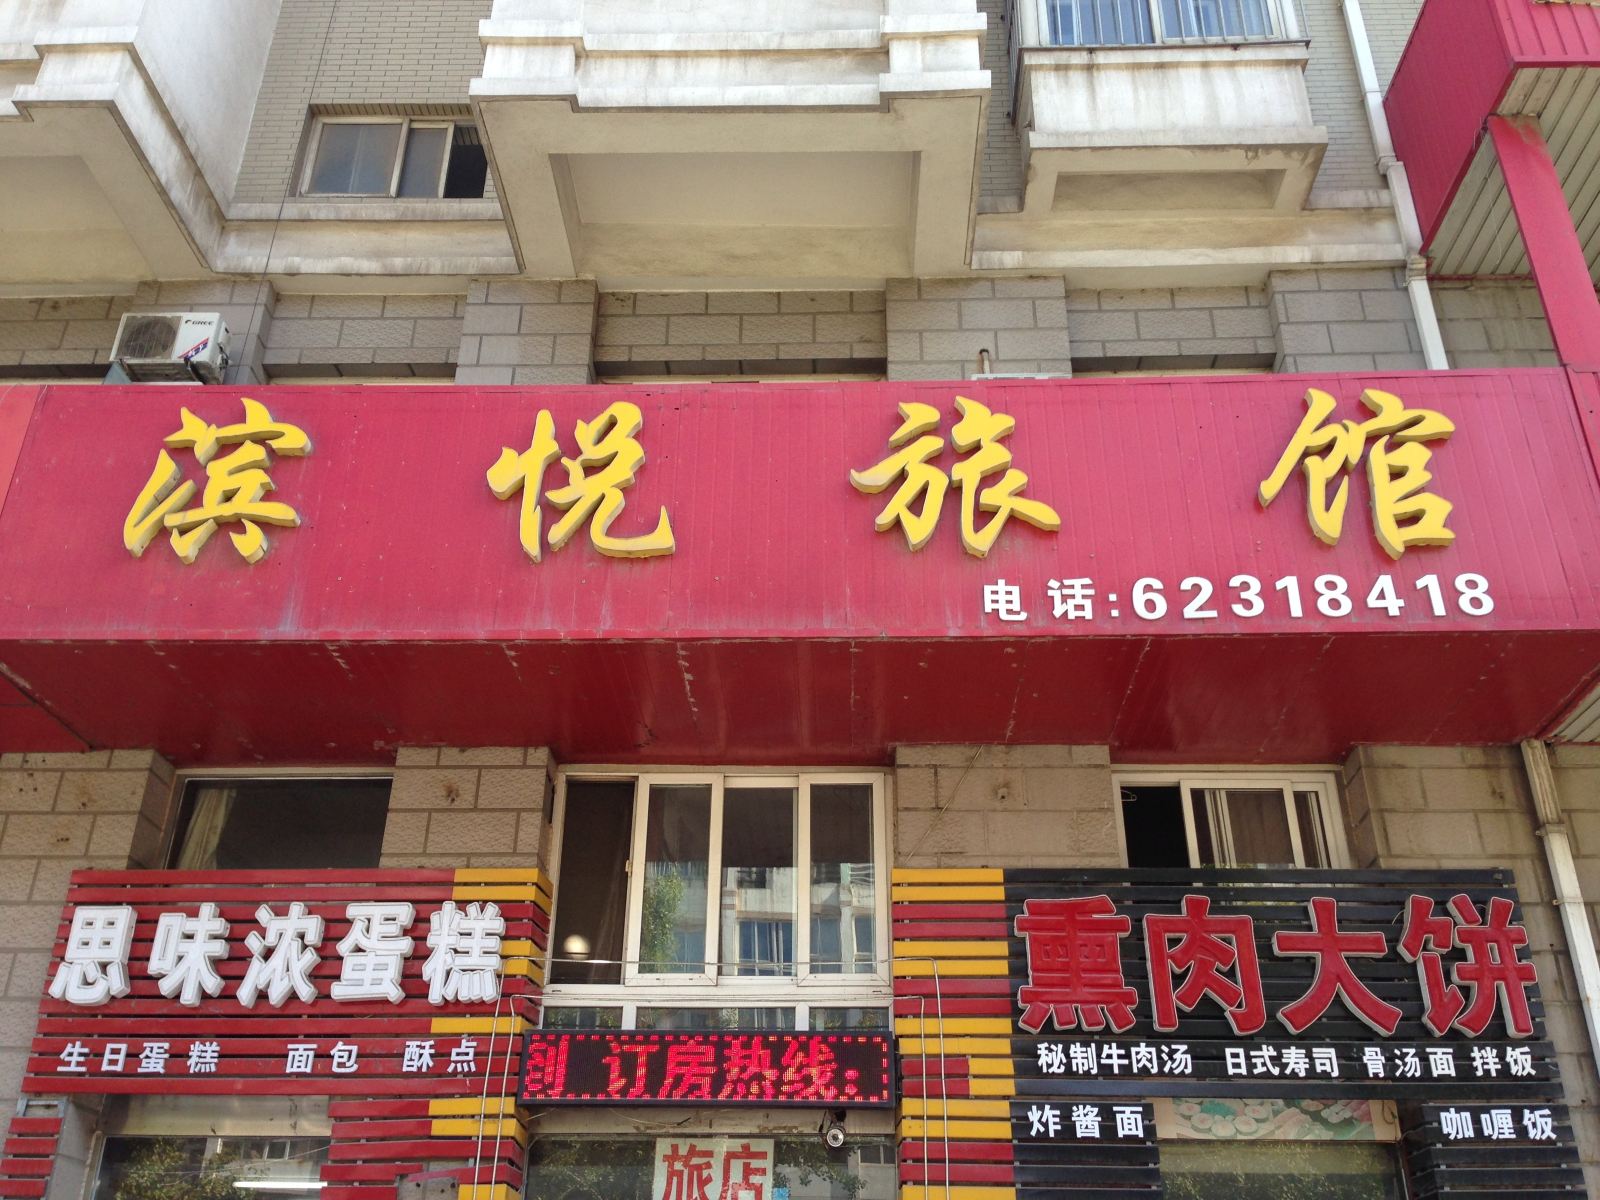 GREE
滨悦旅馆
电话:62318418
思味浓蛋糕
生日蛋糕 面包 酥点
订房热线:
旅店
熏肉大饼
秘制牛肉汤 日式寿司 骨汤面 拌饭
炸酱面 咖喱饭